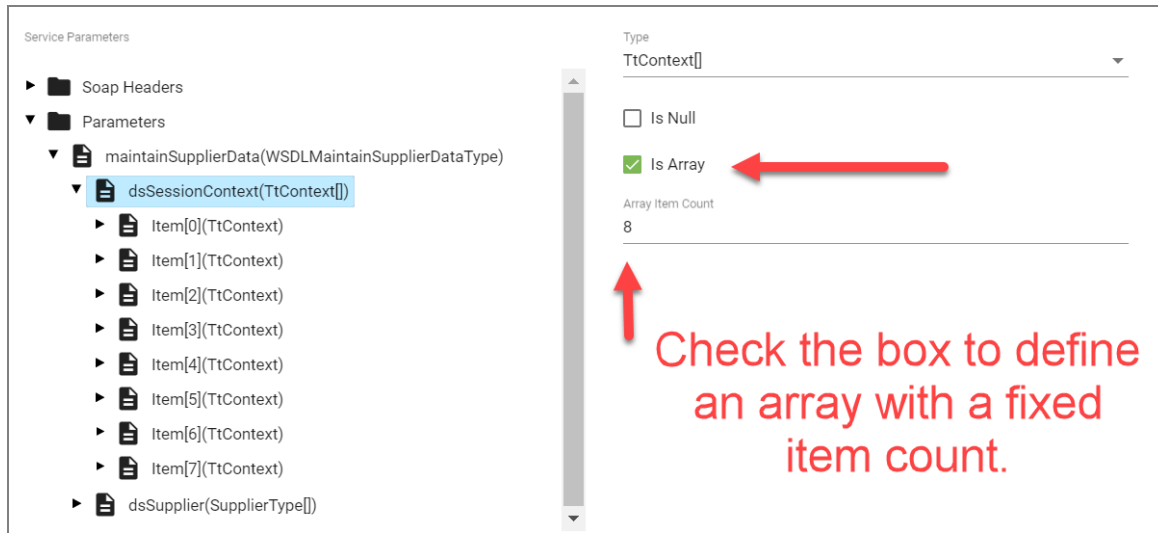 Service Parameters
Soap Headers
Parameters
maintainSupplierData(WSDLMaintainSupplierDataType)
dsSessionContext(TtContext[])
Item[0](TtContext)
Item[1](TtContext)
Item[2](TtContext)
Item[3](TtContext)
Item[4](TtContext)
Item[5](TtContext)
Item[6](TtContext)
Item[7](TtContext)
dsSupplier(SupplierType[])
Type
TtContext[]
Is Null
Is Array
Array Item Count
8
Check the box to define
an array with a fixed
item count.